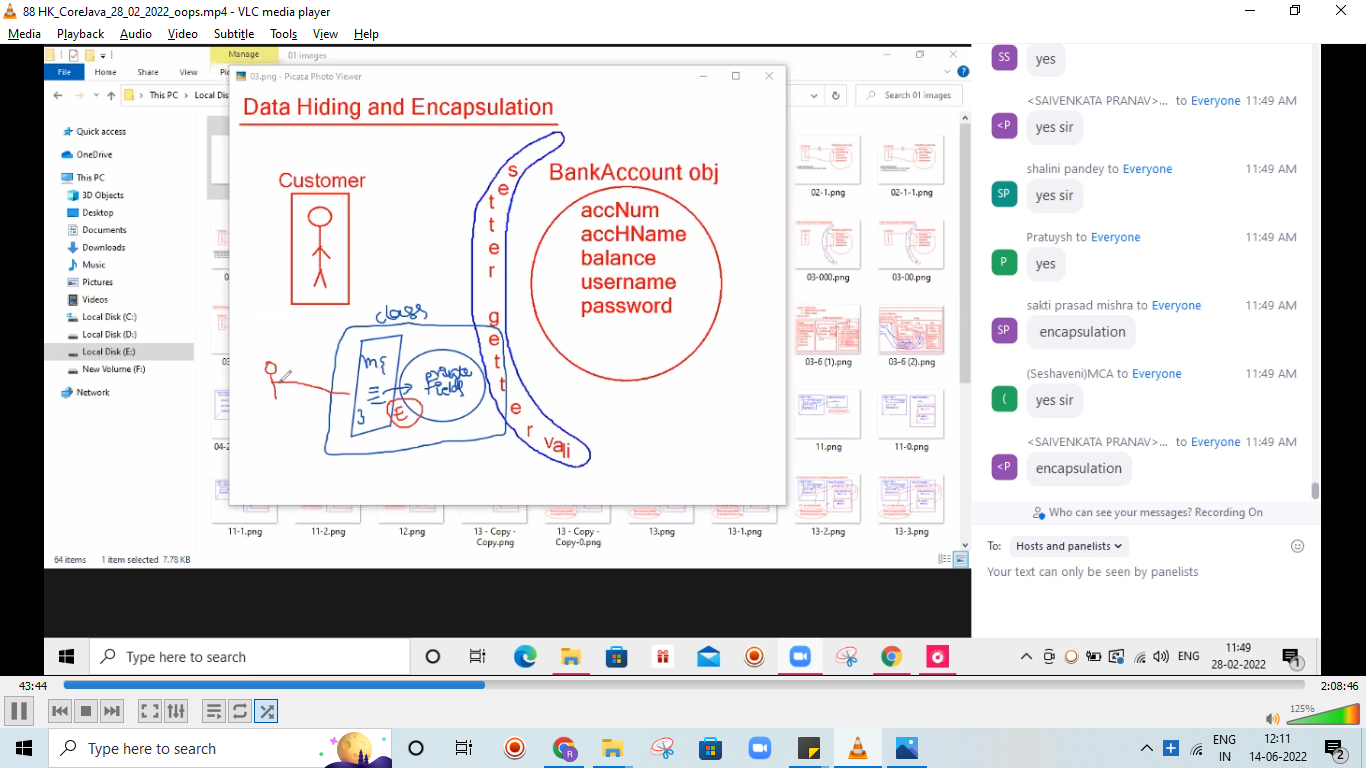 88 HK_CoreJava_28_02_2022_oops.mp4 - VLC media player
Media Playback Audio Video Subtitle Tools View Help
Manage 01 images
File Home Share View
This PC Local Dis
Search 01 images
Quick access
OneDrive
This PC
3D Objects
Desktop
Documents
Downloads
Music
Pictures
Videos
Local Disk (C:)
Local Disk (D:)
Local Disk (E:)
New Volume (F:)
Network
03.png - Picasa Photo Viewer
Data Hiding and Encapsulation
Customer
BankAccount obj
accNum
accHName
balance
username
password
setter getter vali
class
m{
}
private
fields
E
02-1.png 02-1-1.png
03-000.png 03-00.png
03-6 (1).png 03-6 (2).png
11.png 11-0.png
11-1.png 11-2.png 12.png 13 - Copy - Copy.png 13 - Copy - Copy-0.png 13.png 13-1.png 13-2.png 13-3.png
64 items 1 item selected 7.78 KB
SS yes
<SAIVENKATA PRANAV>... to Everyone 11:49 AM
<P yes sir
shalini pandey to Everyone 11:49 AM
SP yes sir
Pratuysh to Everyone 11:49 AM
P yes
sakti prasad mishra to Everyone 11:49 AM
SP encapsulation
(Seshaveni)MCA to Everyone 11:49 AM
( yes sir
<SAIVENKATA PRANAV>... to Everyone 11:49 AM
<P encapsulation
Who can see your messages? Recording On
To: Hosts and panelists
Your text can only be seen by panelists
Type here to search
ENG
11:49
28-02-2022
1
43:44
2:08:46
125%
Type here to search
ENG
IN
12:11
14-06-2022
2